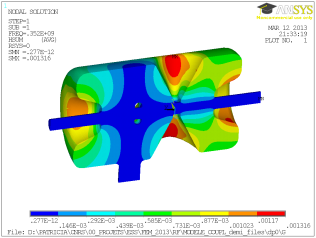 1
NODAL SOLUTION
STEP=1
SUB =1
FREQ=.352E+09
HSUM (AVG)
RSYS=0
SMN =.277E-12
SMX =.001316
ANSYS
MAR 12 2013
21:33:19
PLOT NO. 1
.277E-12 .292E-03 .585E-03 .877E-03 .00117
.146E-03 .439E-03 .731E-03 .001023 .001316